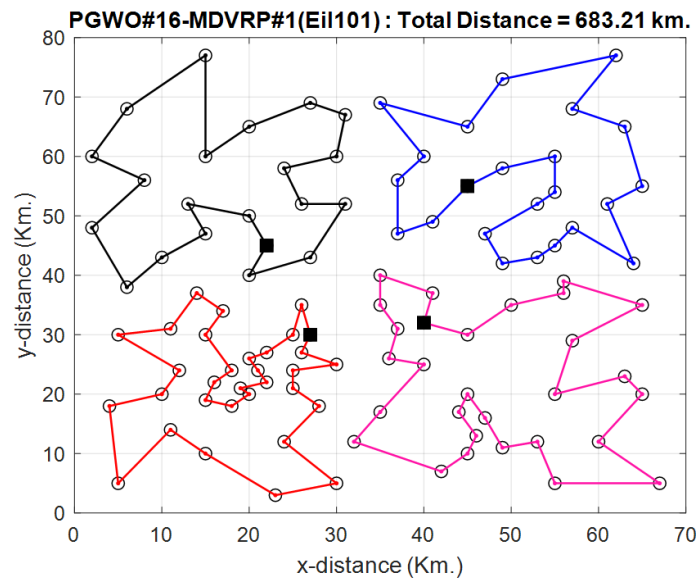 PGWO#16-MDVRP#1(Eil101) : Total Distance = 683.21 km.
80
70
60
50
40
30
20
10
0
y-distance (Km.)
0 10 20 30 40 50 60 70
x-distance (Km.)